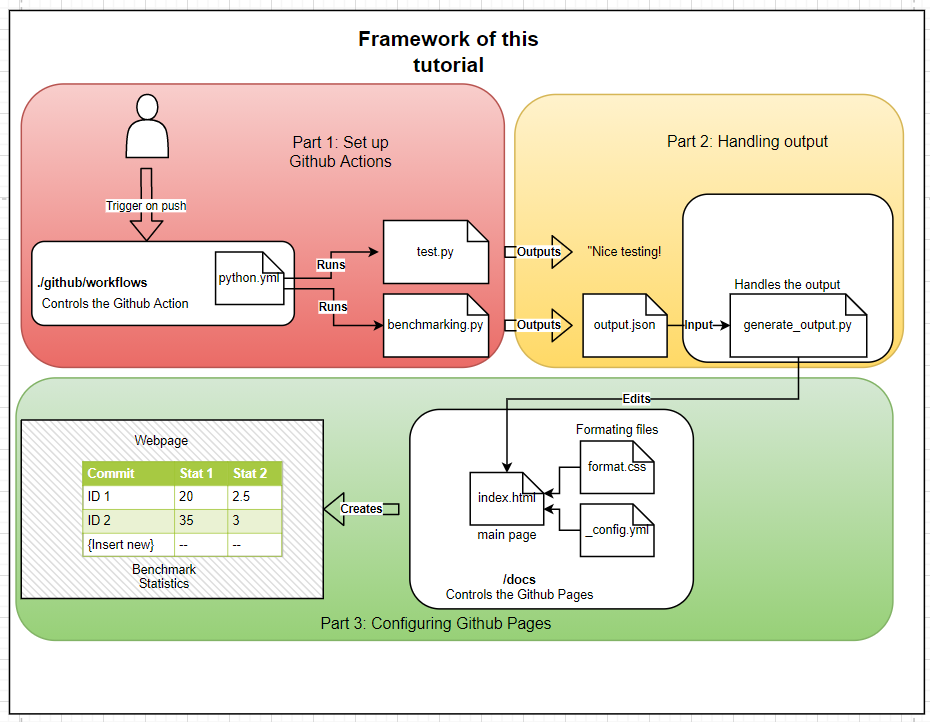 Framework of this
tutorial
Part 1: Set up
Github Actions
Trigger on push
./github/workflows
Controls the Github Action
python.yml
Runs
Runs
test.py
benchmarking.py
Part 2: Handling output
Outputs
"Nice testing!
Outputs
output.json
Input
Handles the output
generate_output.py
Edits
Webpage
Commit Stat 1 Stat 2
ID 1 20 2.5
ID 2 35 3
{Insert new} -- --
Benchmark
Statistics
Creates
Formating files
format.css
index.html
_config.yml
main page
/docs
Controls the Github Pages
Part 3: Configuring Github Pages